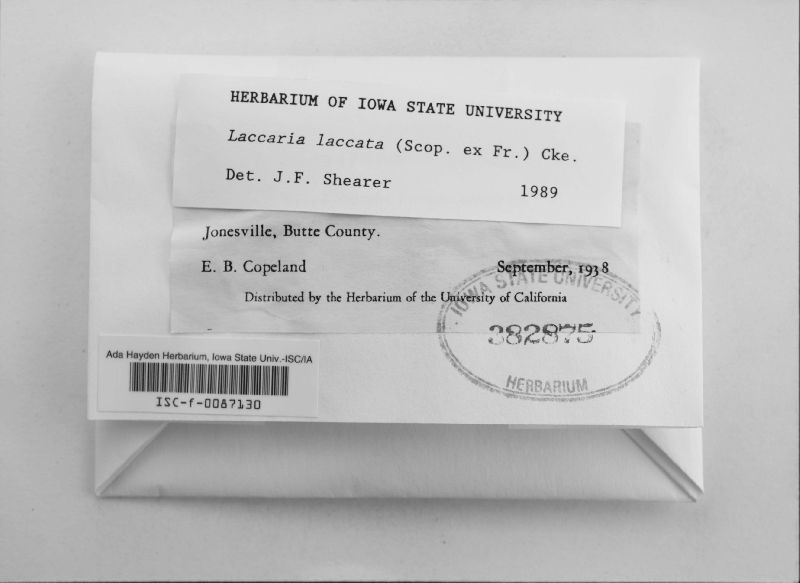 HERBARIUM OF IOWA STATE UNIVERSITY
Laccaria laccata (Scop. ex Fr.) Cke.
Det. J.F. Shearer 1989
Jonesville, Butte County.
E. B. Copeland September, 1938
Distributed by the Herbarium of the University of California
IOWA STATE UNIVERSITY
382875
HERBARIUM
Ada Hayden Herbarium, Iowa State Univ.-ISC/IA
ISC-f-0087130